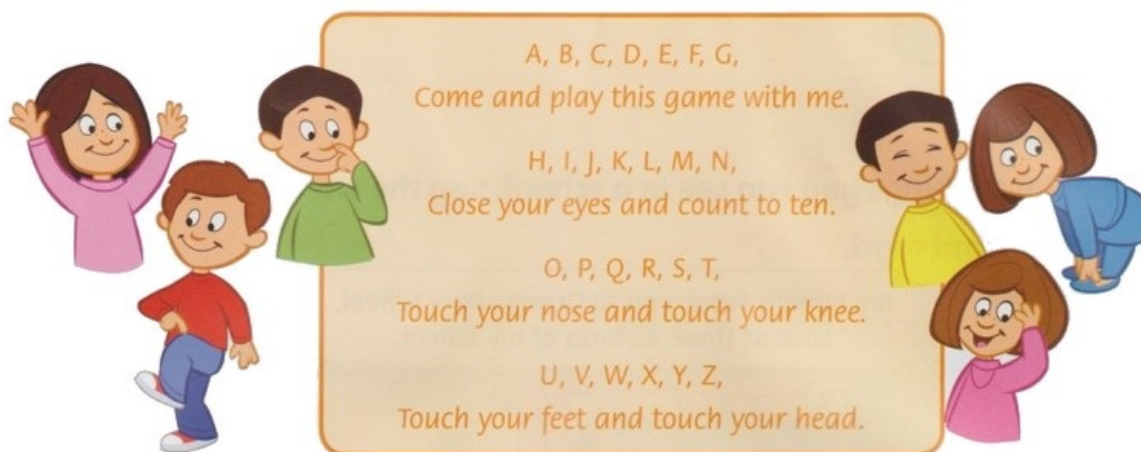 A, B, C, D, E, F, G,
Come and play this game with me.
H, I, J, K, L, M, N,
Close your eyes and count to ten.
O, P, Q, R, S, T,
Touch your nose and touch your knee.
U, V, W, X, Y, Z,
Touch your feet and touch your head.